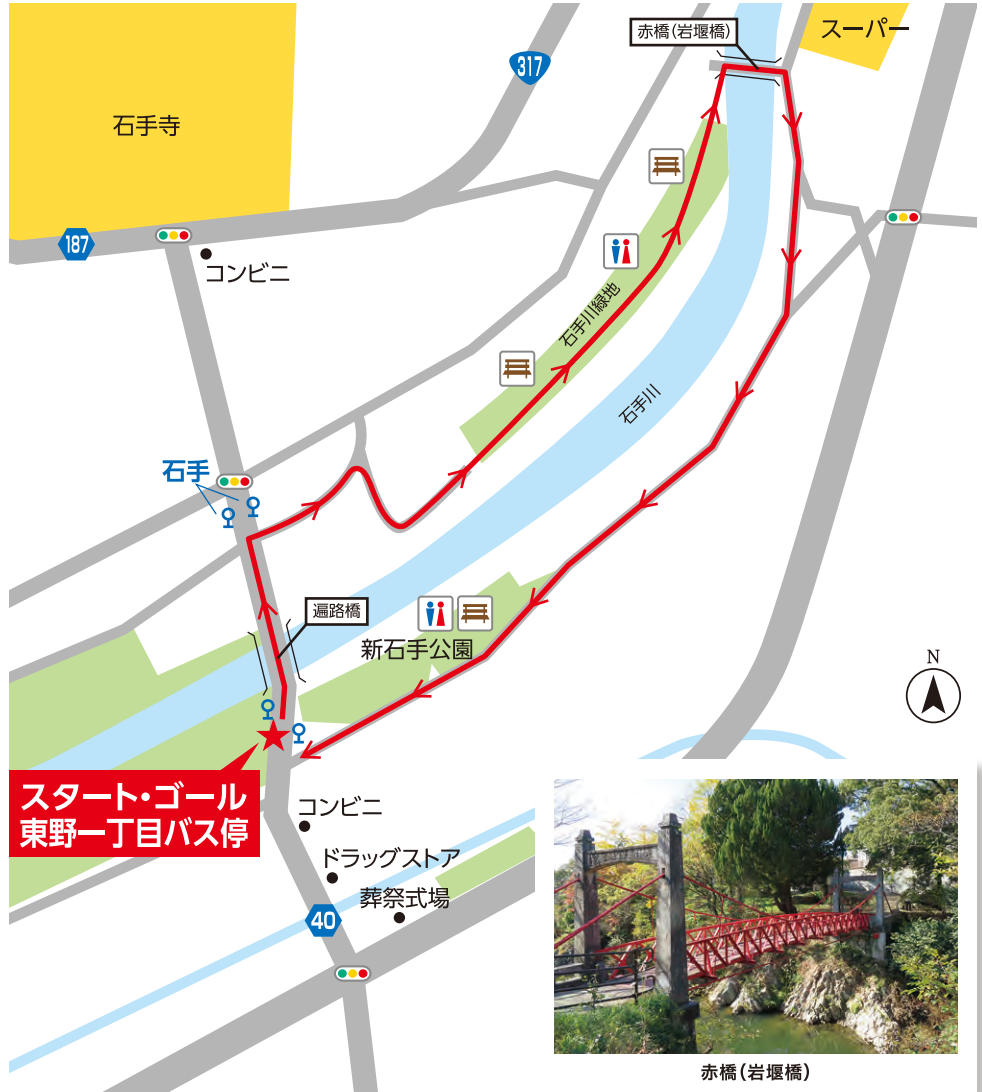 赤橋(岩堰橋)
スーパー
317
石手寺
187
コンビニ
石手川緑地
石手川
石手
遍路橋
新石手公園
N
スタート・ゴール
東野一丁目バス停
コンビニ
ドラッグストア
葬祭式場
40
赤橋(岩堰橋)